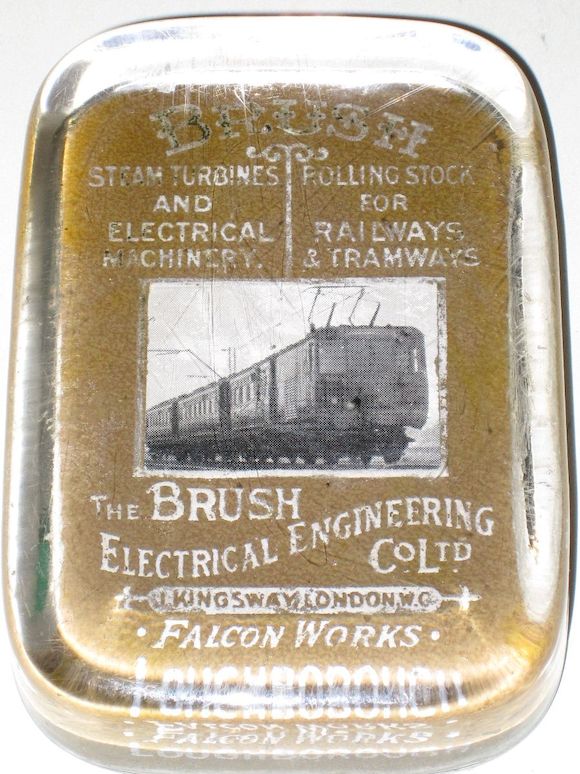 BRUSH
STEAM TURBINES
AND
ELECTRICAL
MACHINERY.
ROLLING STOCK
FOR
RAILWAYS
& TRAMWAYS
THE BRUSH
ELECTRICAL ENGINEERING
CO LTD
KINGSWAY LONDON W.C.
• FALCON WORKS •
LOUGHBOROUGH